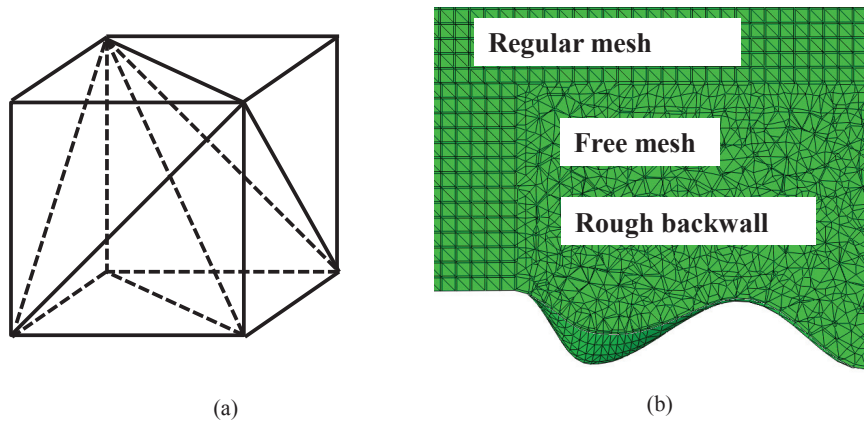 Regular mesh
Free mesh
Rough backwall
(a)
(b)